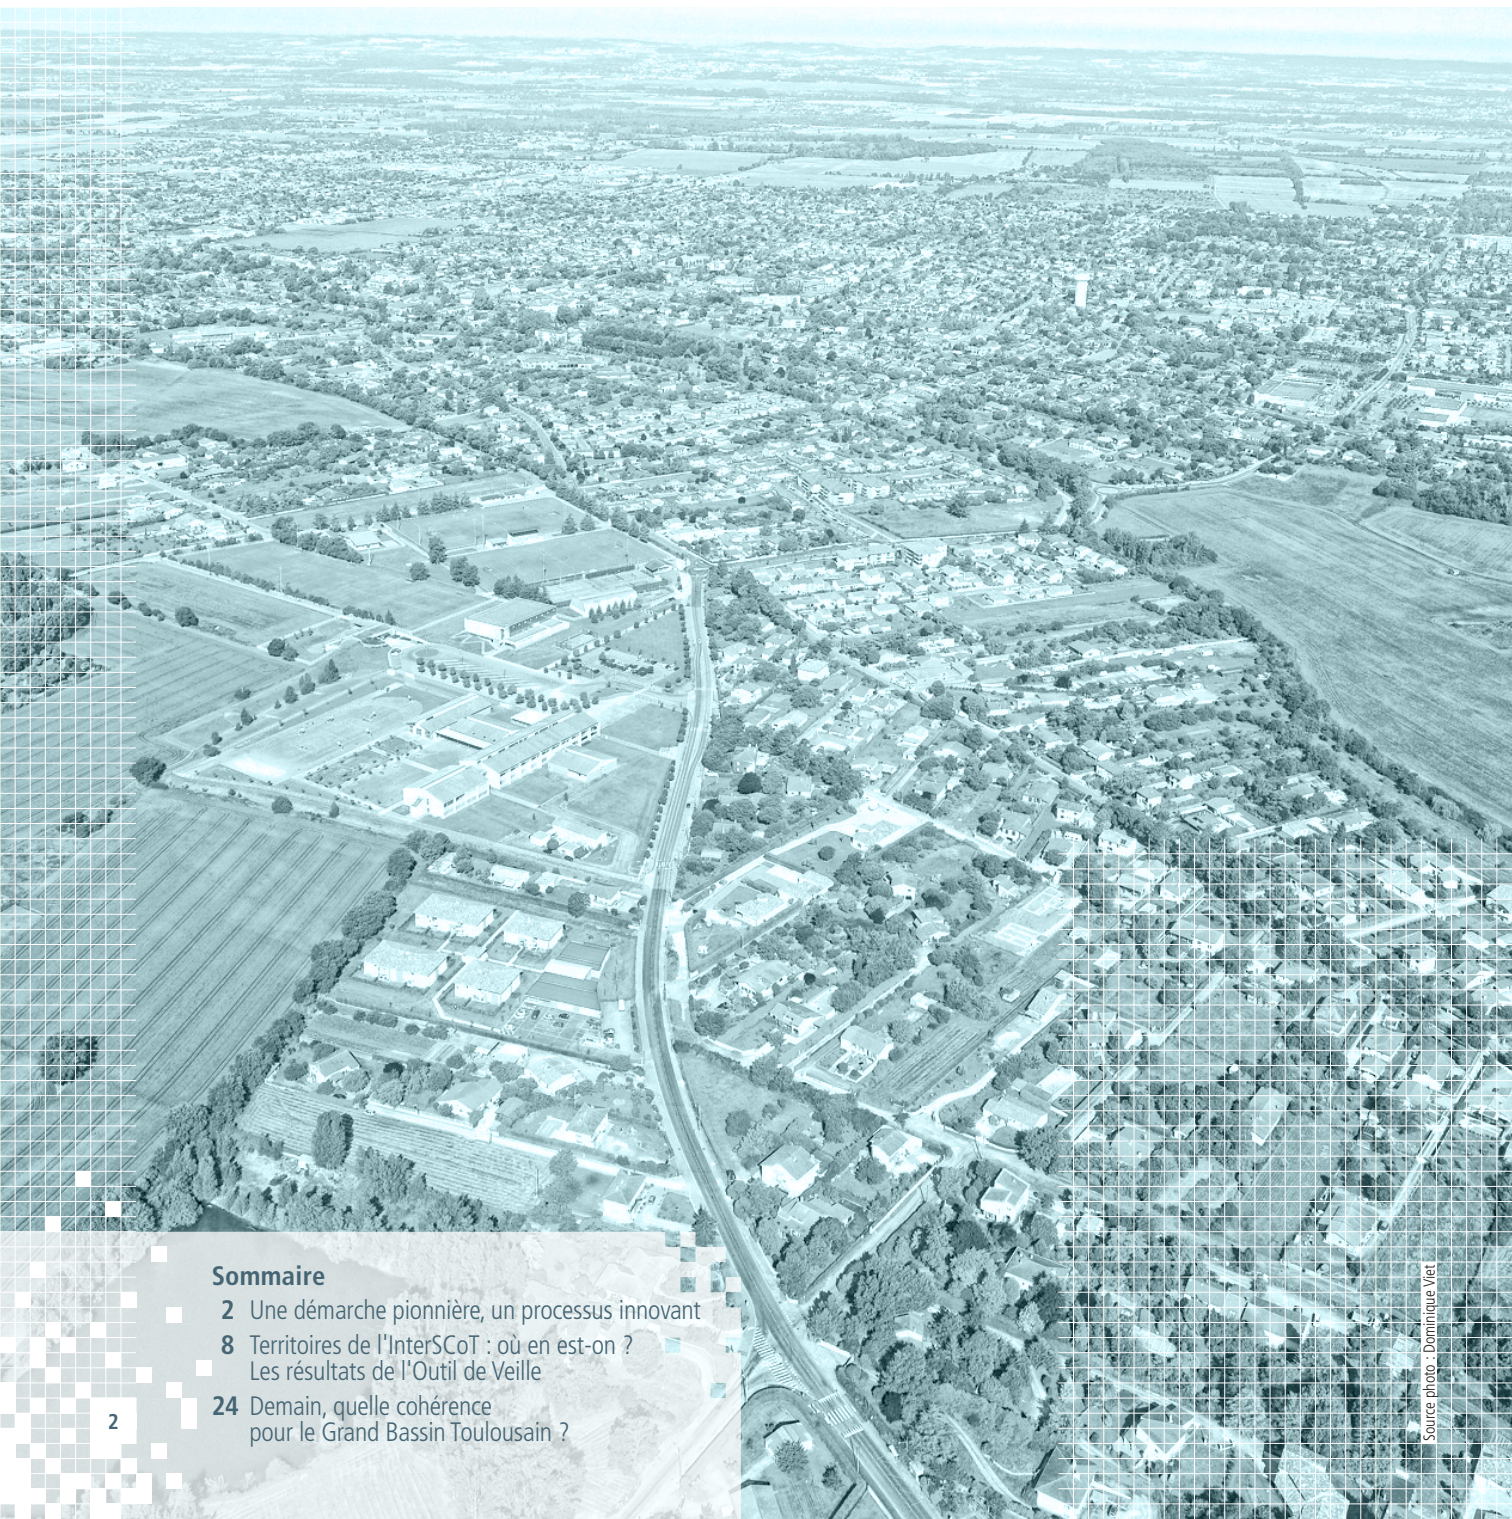 Sommaire
2 Une démarche pionnière, un processus innovant
8 Territoires de l'InterSCoT : où en est-on ?
Les résultats de l'Outil de Veille
24 Demain, quelle cohérence
pour le Grand Bassin Toulousain ?
2
Source photo : Dominique Viet